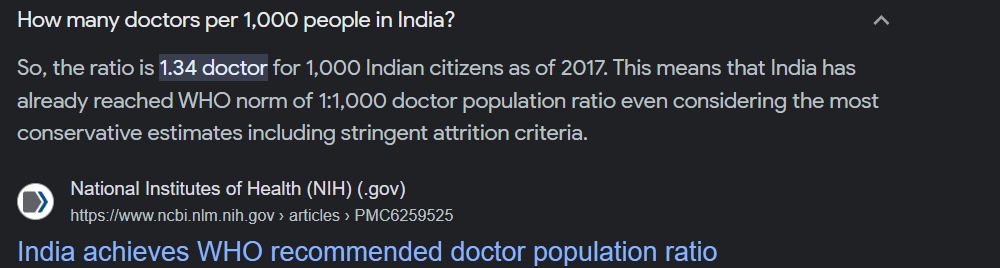 How many doctors per 1,000 people in India?
So, the ratio is 1.34 doctor for 1,000 Indian citizens as of 2017. This means that India has
already reached WHO norm of 1:1,000 doctor population ratio even considering the most
conservative estimates including stringent attrition criteria.
National Institutes of Health (NIH) (.gov)
https://www.ncbi.nlm.nih.gov › articles › PMC6259525
India achieves WHO recommended doctor population ratio